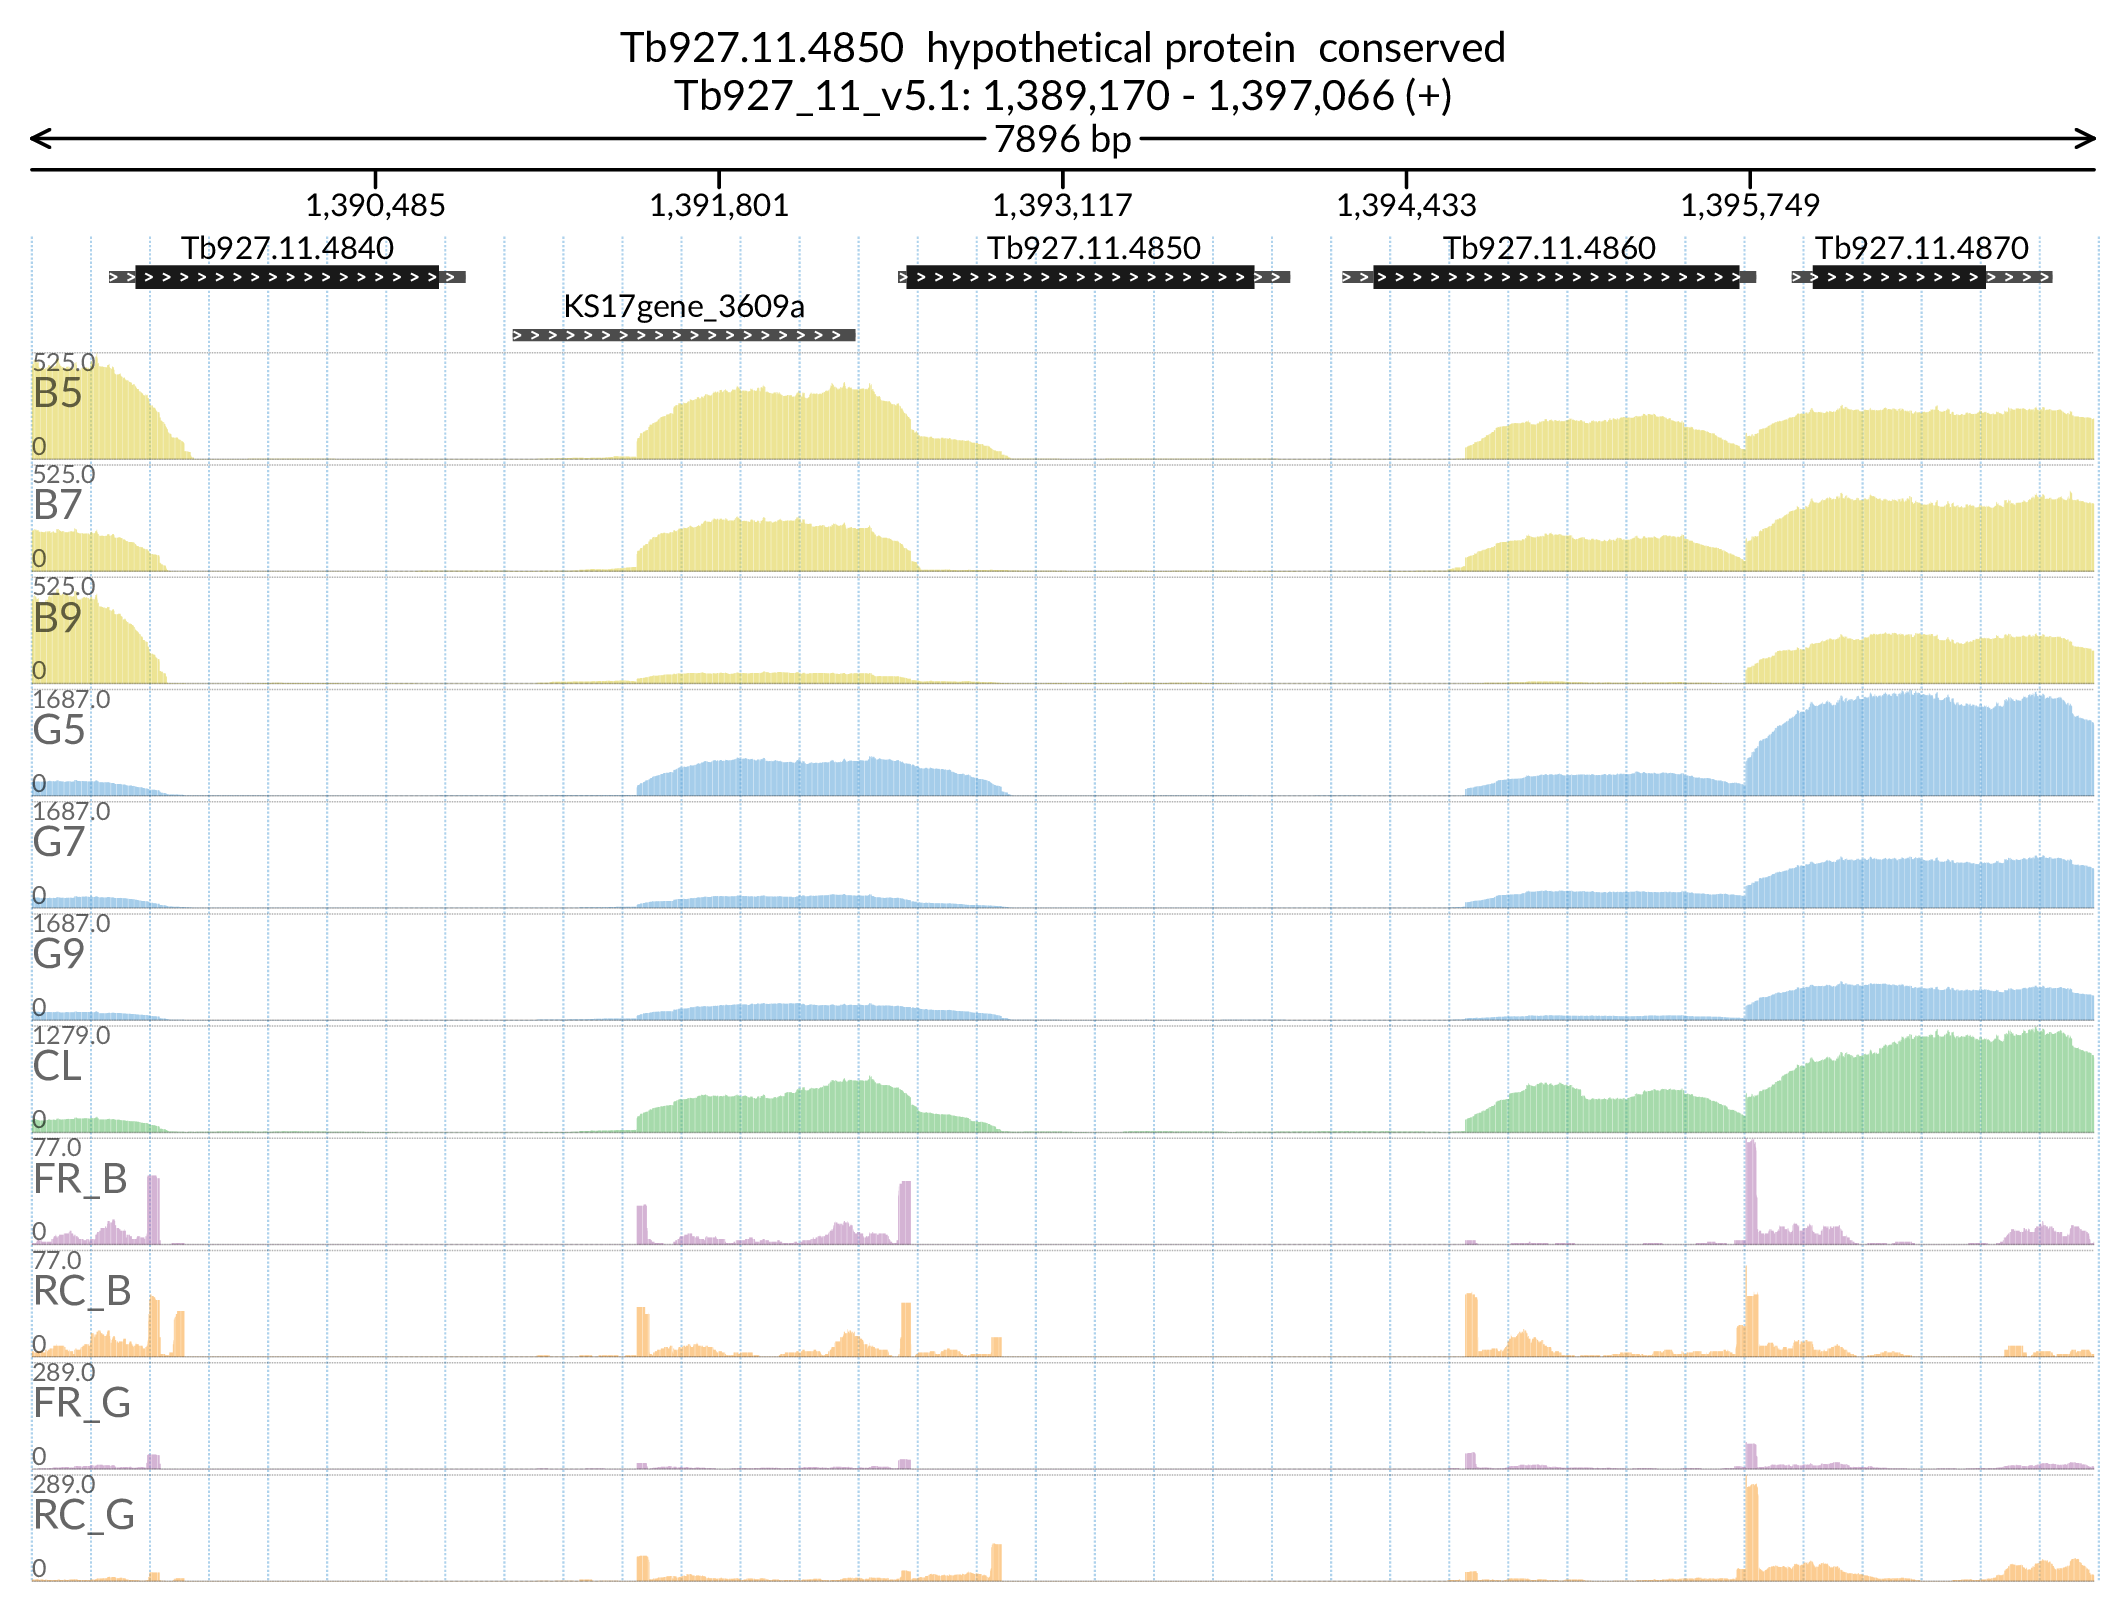 Tb927.11.4850  hypothetical protein  conserved
Tb927_11_v5.1: 1,389,170 - 1,397,066 (+)
7896 bp
1,390,485 1,391,801 1,393,117 1,394,433 1,395,749
Tb927.11.4840 Tb927.11.4850 Tb927.11.4860 Tb927.11.4870
KS17gene_3609a
525.0
B5
0
525.0
B7
0
525.0
B9
0
1687.0
G5
0
1687.0
G7
0
1687.0
G9
0
1279.0
CL
0
77.0
FR_B
0
77.0
RC_B
0
289.0
FR_G
0
289.0
RC_G
0